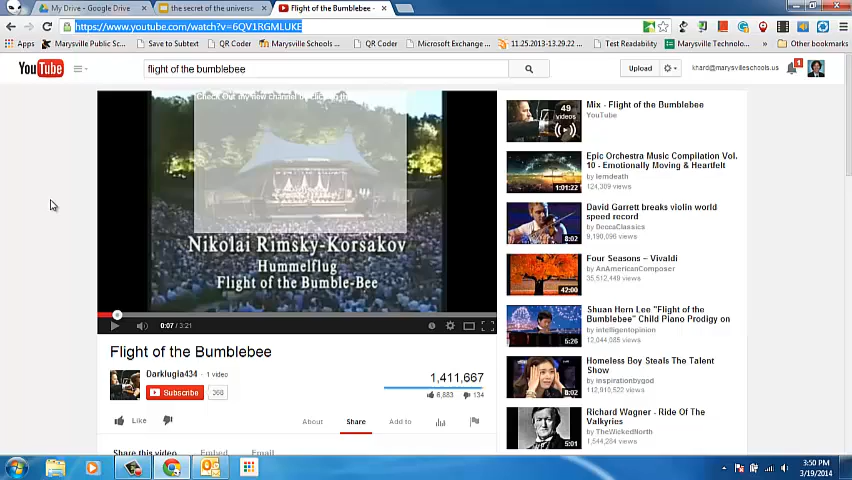 My Drive - Google Drive
the secret of the universe
Flight of the Bumblebee -
https://www.youtube.com/watch?v=6QV1RGMLUKE
Apps
Marysville Public Sc...
Save to Subtext
QR Coder
Marysville Schools ...
QR Coder
Microsoft Exchange ...
11.25.2013-13.29.22 ...
Test Readability
Marysville Technolo...
Other bookmarks
YouTube
flight of the bumblebee
Upload
khard@marysvilleschools.us
Nikolai Rimsky-Korsakov
Hummelflug
Flight of the Bumble-Bee
0:07 / 3:21
Flight of the Bumblebee
Darklugia434 · 1 video
Subscribe
368
1,411,667
6,883
134
Like
About
Share
Add to
Share this video
Embed
Email
49
videos
Mix - Flight of the Bumblebee
YouTube
Epic Orchestra Music Compilation Vol.
10 - Emotionally Moving & Heartfelt
by lemdeath
124,309 views
1:01:22
David Garrett breaks violin world
speed record
by DeccaClassics
9,190,096 views
8:02
Four Seasons ~ Vivaldi
by AnAmericanComposer
35,512,449 views
42:00
Shuan Hern Lee "Flight of the
Bumblebee" Child Piano Prodigy on
by intelligentopinion
12,044,085 views
5:26
Homeless Boy Steals The Talent
Show
by inspirationbygod
112,910,522 views
8:02
Richard Wagner - Ride Of The
Valkyries
by TheWickedNorth
1,544,284 views
5:01
3:50 PM
3/19/2014